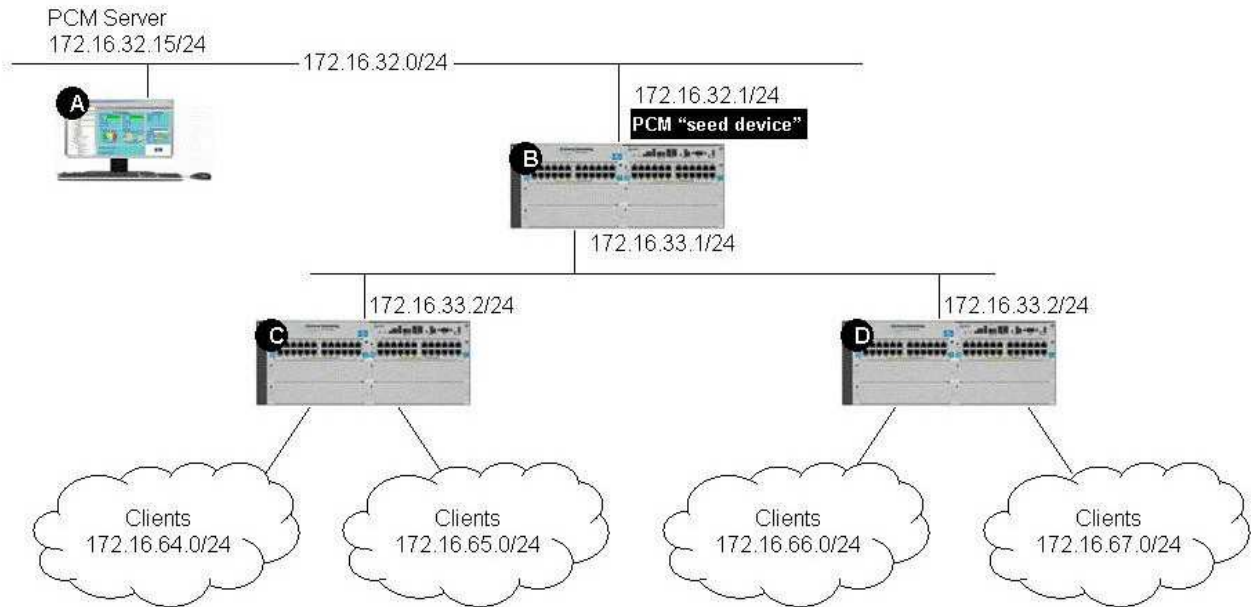 PCM Server
172.16.32.15/24
172.16.32.0/24
A
172.16.32.1/24
PCM “seed device”
B
172.16.33.1/24
172.16.33.2/24
172.16.33.2/24
C
D
Clients
172.16.64.0/24
Clients
172.16.65.0/24
Clients
172.16.66.0/24
Clients
172.16.67.0/24